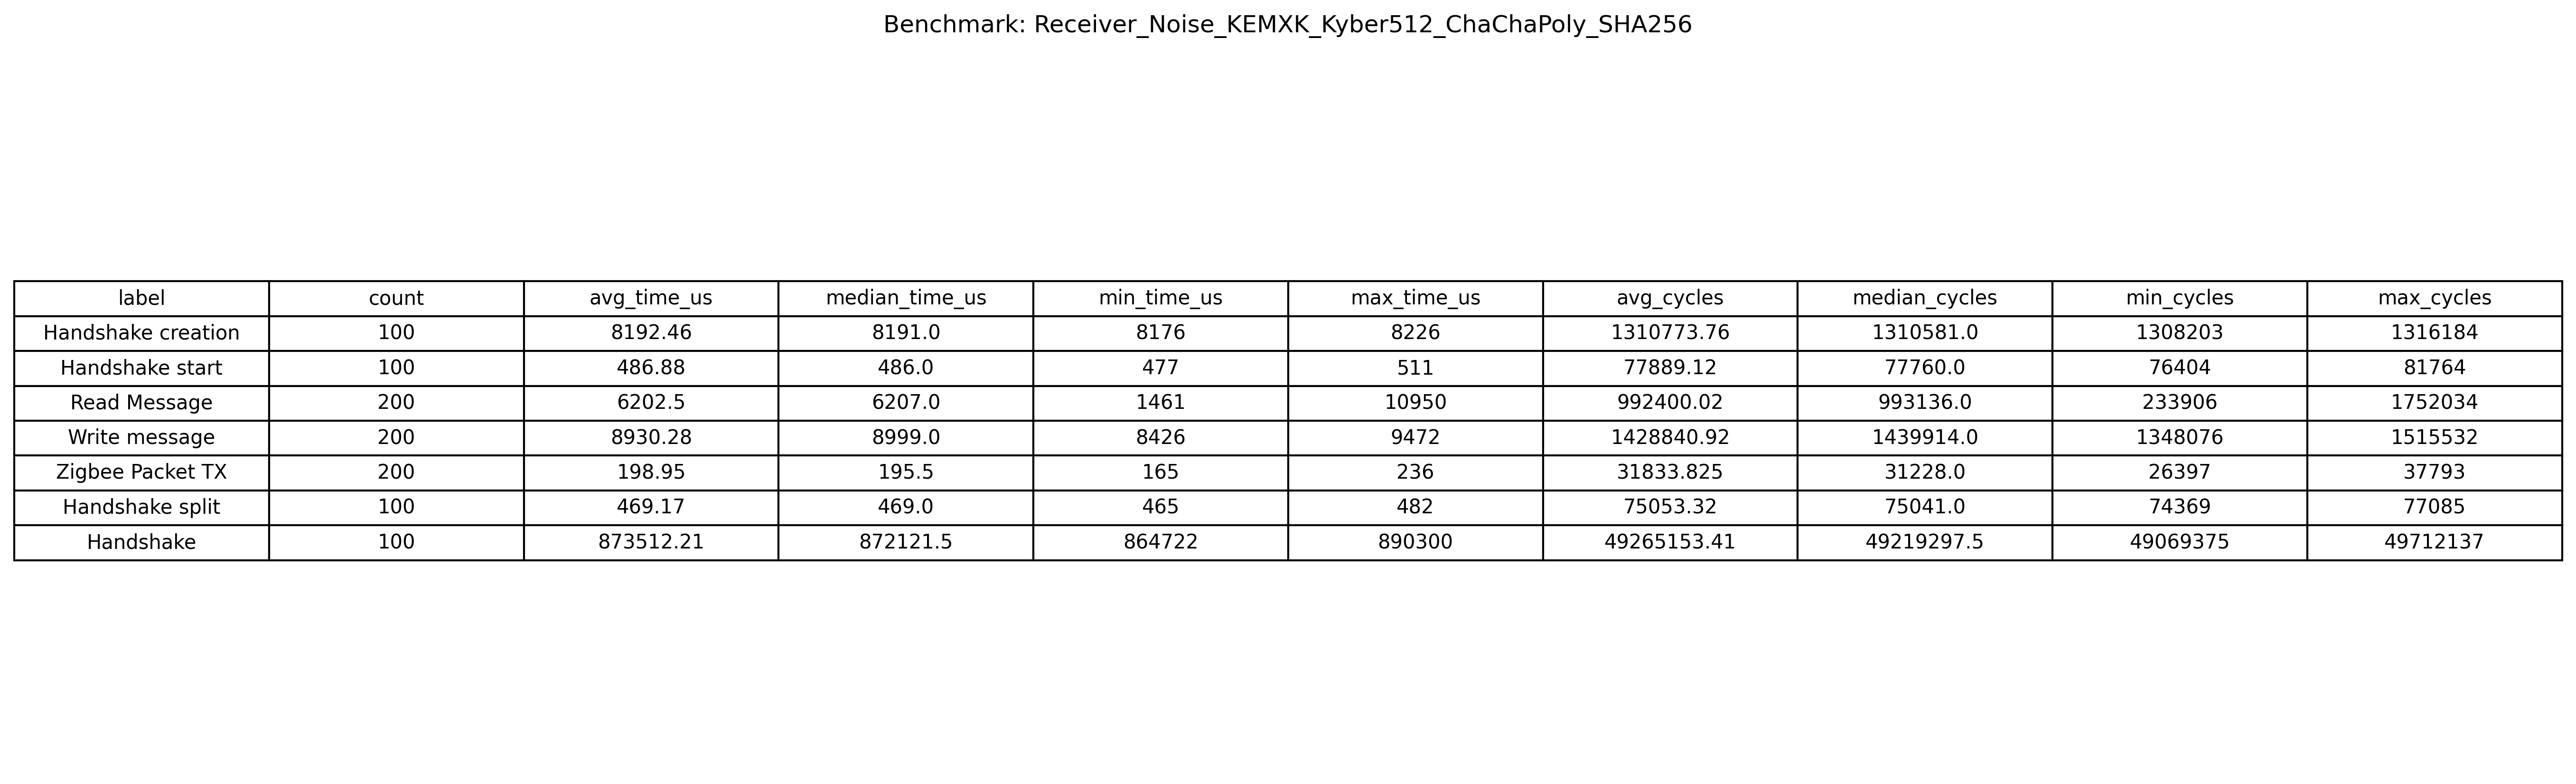 Benchmark: Receiver_Noise_KEMXK_Kyber512_ChaChaPoly_SHA256
label count avg_time_us median_time_us min_time_us max_time_us avg_cycles median_cycles min_cycles max_cycles
Handshake creation 100 8192.46 8191.0 8176 8226 1310773.76 1310581.0 1308203 1316184
Handshake start 100 486.88 486.0 477 511 77889.12 77760.0 76404 81764
Read Message 200 6202.5 6207.0 1461 10950 992400.02 993136.0 233906 1752034
Write message 200 8930.28 8999.0 8426 9472 1428840.92 1439914.0 1348076 1515532
Zigbee Packet TX 200 198.95 195.5 165 236 31833.825 31228.0 26397 37793
Handshake split 100 469.17 469.0 465 482 75053.32 75041.0 74369 77085
Handshake 100 873512.21 872121.5 864722 890300 49265153.41 49219297.5 49069375 49712137